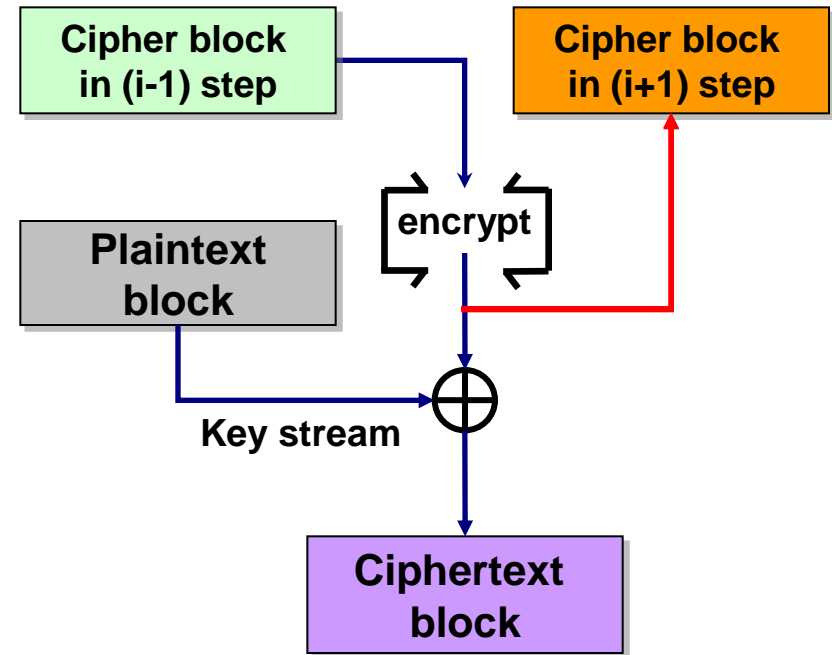 Cipher block
in (i-1) step
Cipher block
in (i+1) step
encrypt
Plaintext
block
Key stream
Ciphertext
block